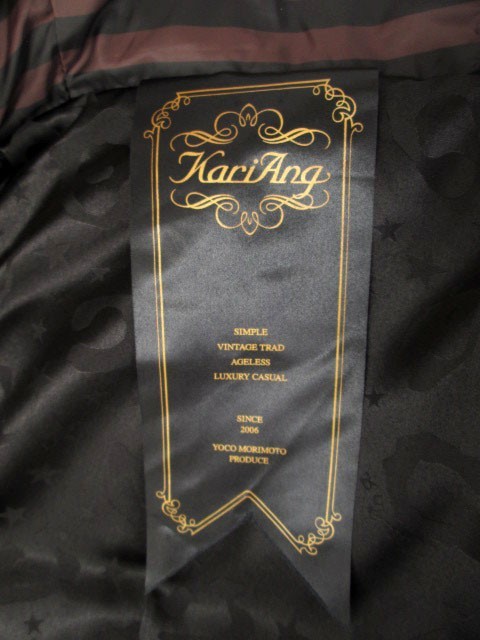 KariAng
SIMPLE
VINTAGE TRAD
AGELESS
LUXURY CASUAL
SINCE
2006
YOCO MORIMOTO
PRODUCE